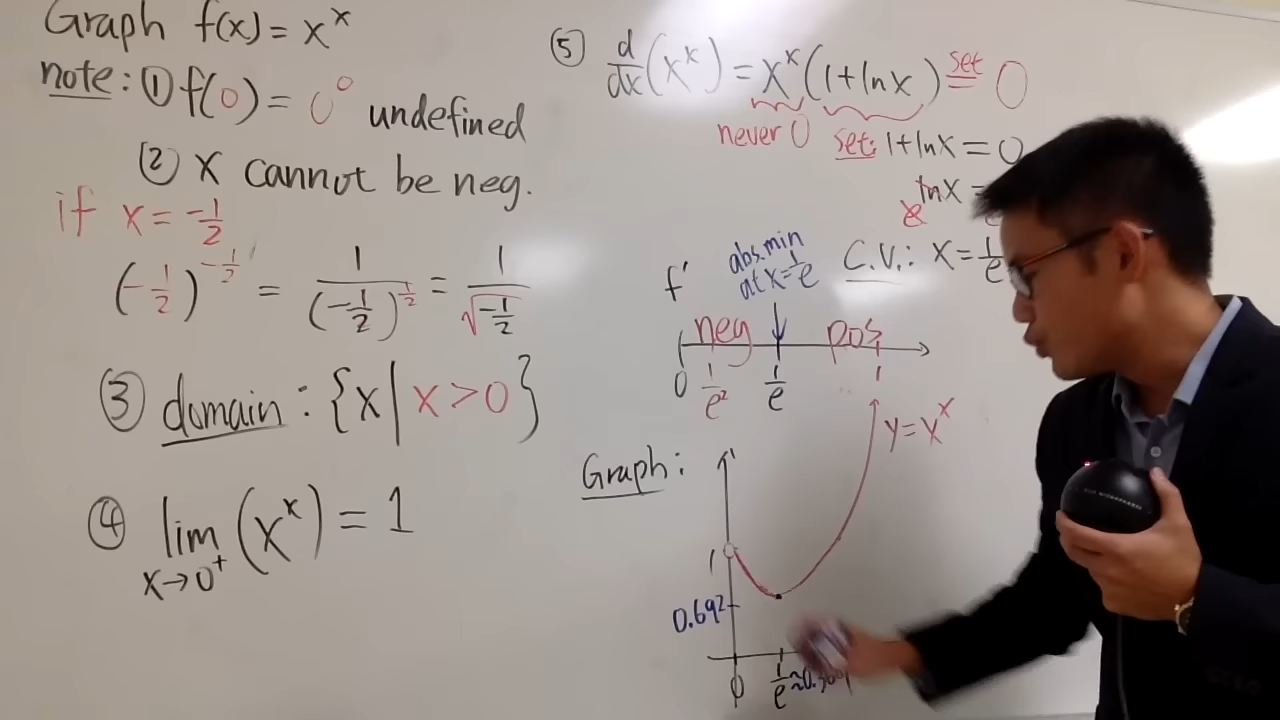 Graph f(x) = x^x
note: ① f(0) = 0^0 undefined
② x cannot be neg.
if x = -1/2
(-1/2)^(-1/2) = 1/(-1/2)^(1/2) = 1/√(-1/2)
③ domain: {x | x > 0}
④ lim x→0⁺ (x^x) = 1
⑤ d/dx (x^x) = x^x (1 + ln x) set = 0
never 0 set: 1 + ln x = 0
ln x =
e
C.V.: x = 1/e
abs. min
at x = 1/e
f'
neg pos
0 1/e² 1/e 1
Graph:
y = x^x
1
0.692
0 1/e ≈